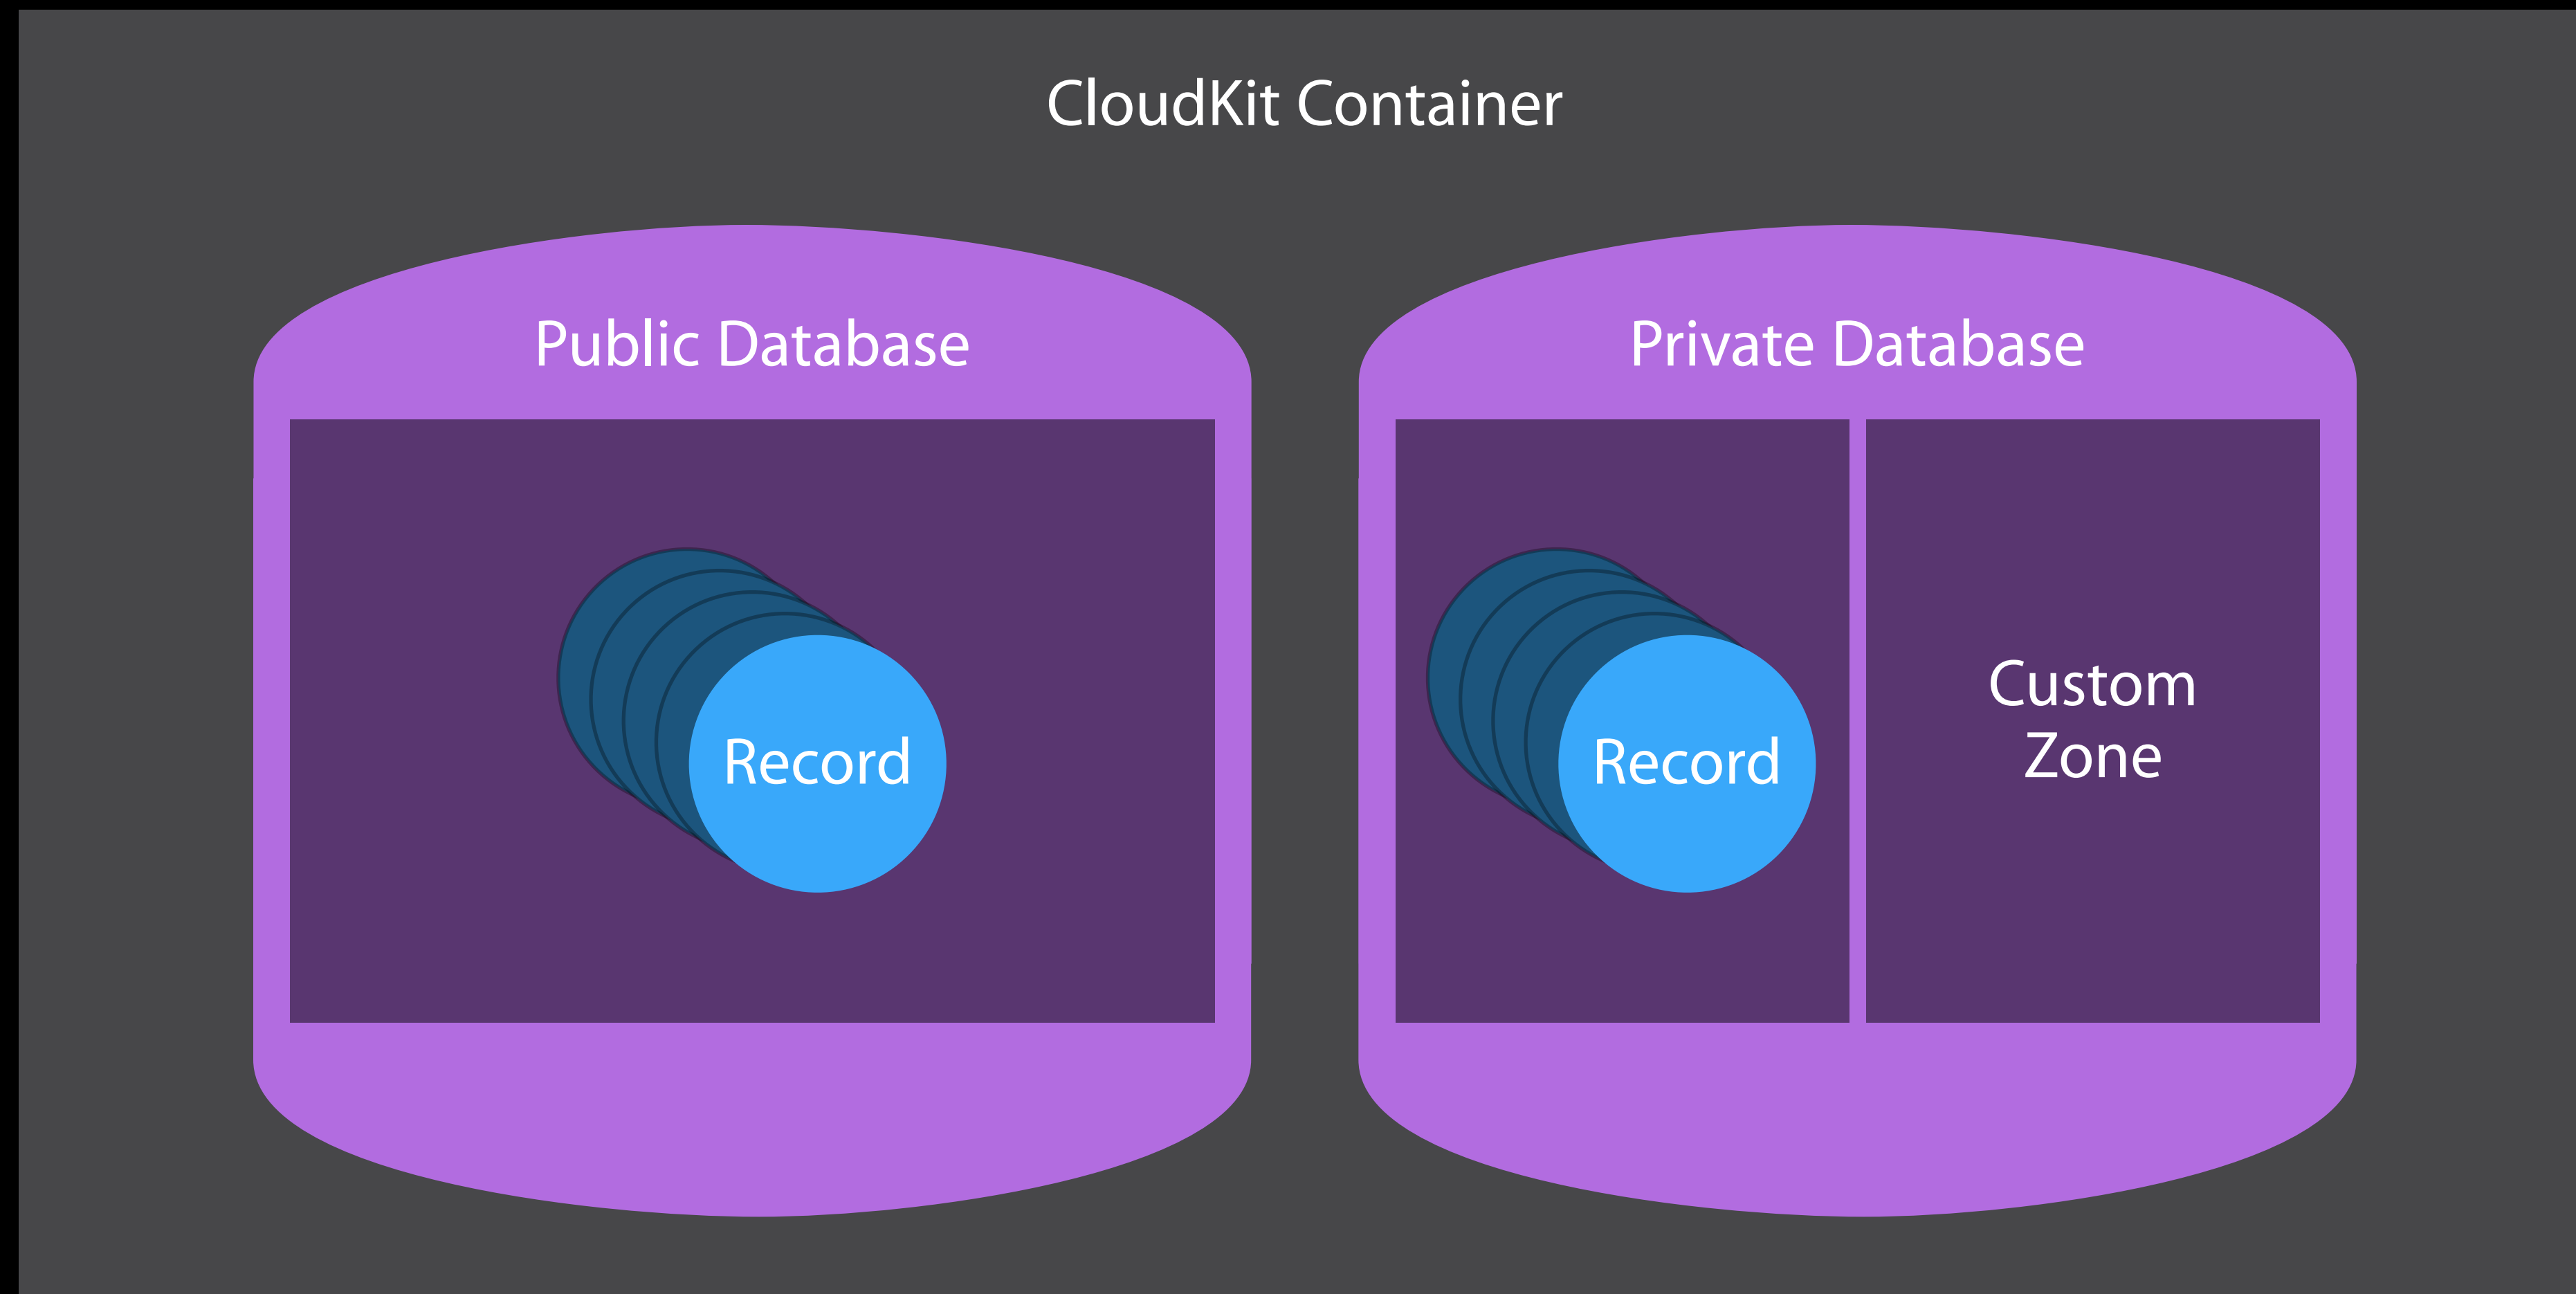 CloudKit Container
Public Database
Private Database
Record
Record
Custom
Zone